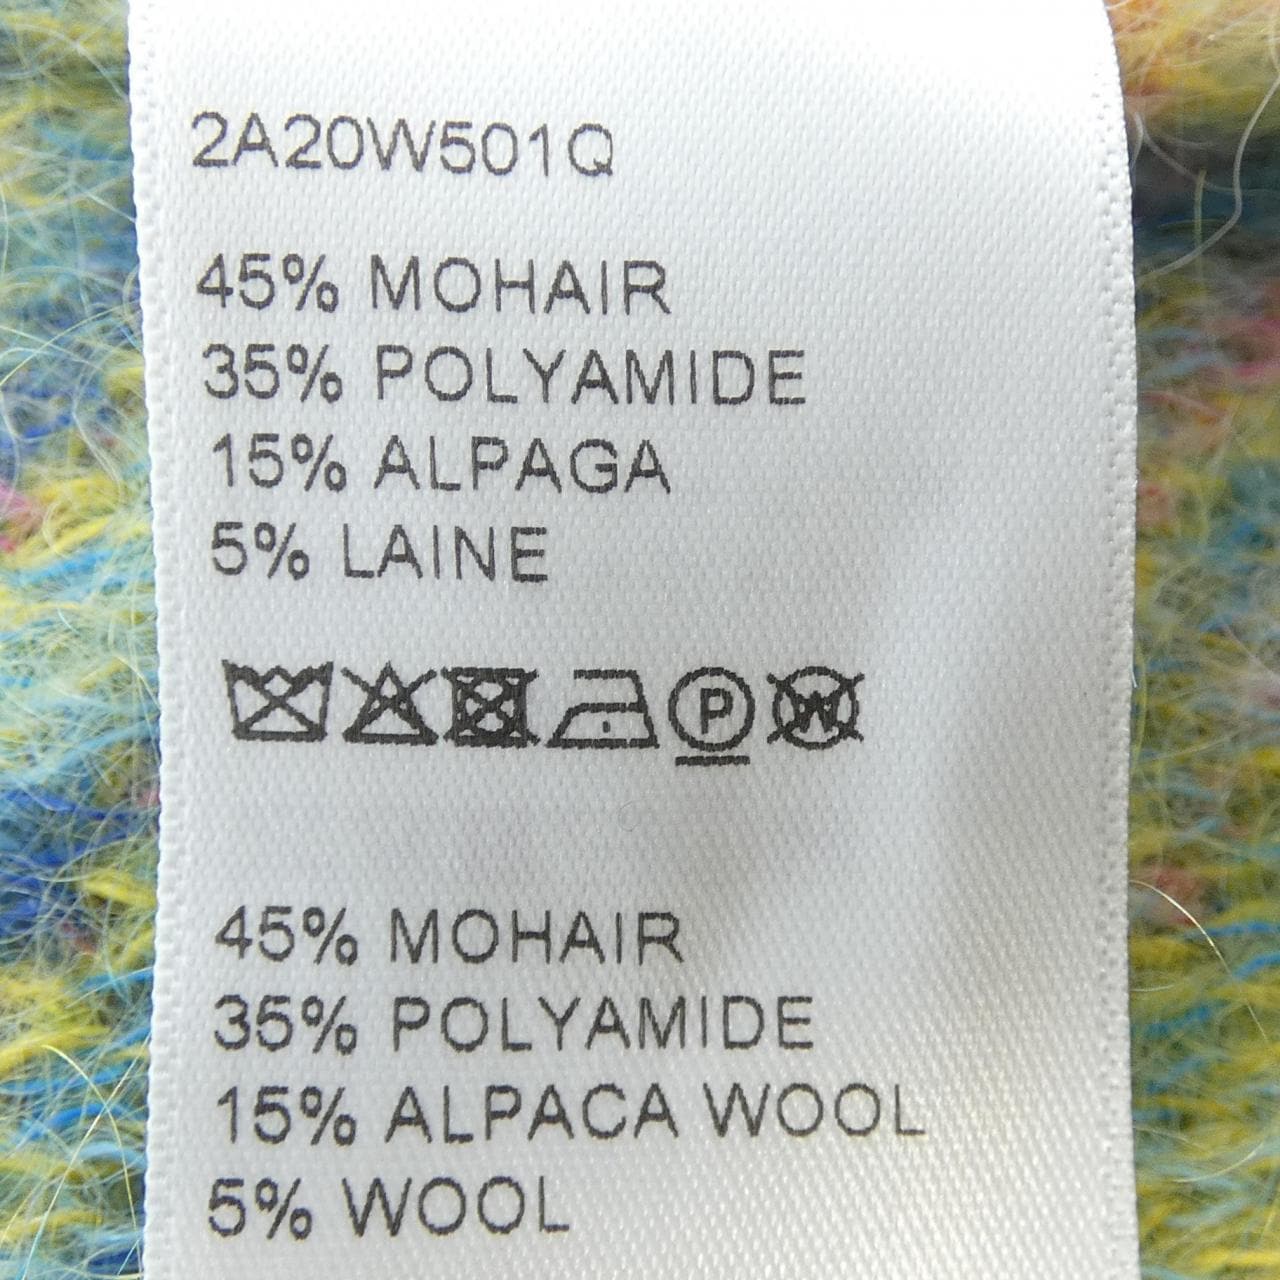 2A20W501Q
45% MOHAIR
35% POLYAMIDE
15% ALPAGA
5% LAINE
P W
45% MOHAIR
35% POLYAMIDE
15% ALPACA WOOL
5% WOOL